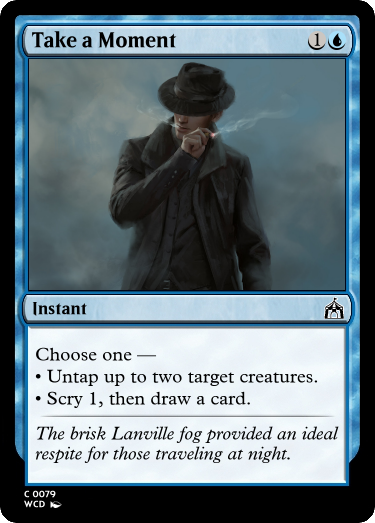 Take a Moment 1
Instant
Choose one —
• Untap up to two target creatures.
• Scry 1, then draw a card.
The brisk Lanville fog provided an ideal
respite for those traveling at night.
C 0079
WCD